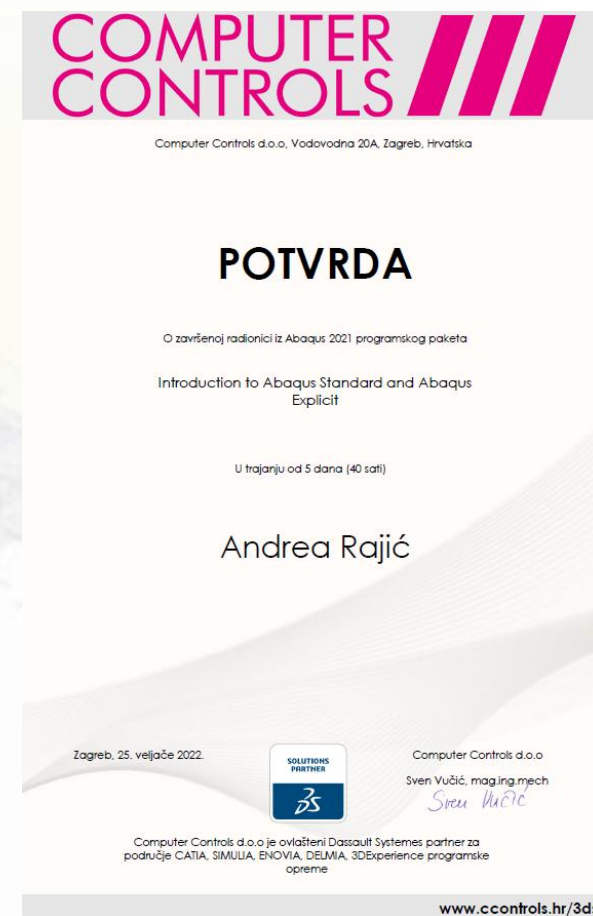 COMPUTER
CONTROLS
Computer Controls d.o.o, Vodovodna 20A, Zagreb, Hrvatska
POTVRDA
O završenoj radionici iz Abaqus 2021 programskog paketa
Introduction to Abaqus Standard and Abaqus
Explicit
U trajanju od 5 dana (40 sati)
Andrea Rajić
Zagreb, 25. veljače 2022.
SOLUTIONS
PARTNER
3DS
Computer Controls d.o.o
Sven Vučić, mag.ing.mech
Sven Vučić
Computer Controls d.o.o je ovlašteni Dassault Systemes partner za
područje CATIA, SIMULIA, ENOVIA, DELMIA, 3DExperience programske
opreme
www.ccontrols.hr/3ds